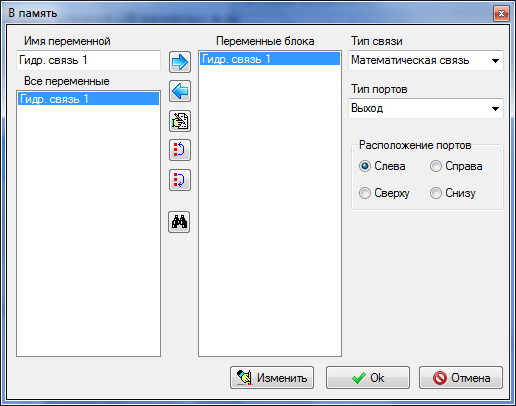 В память
Имя переменной
Гидр. связь 1
Все переменные
Гидр. связь 1
Переменные блока
Гидр. связь 1
Тип связи
Математическая связь
Тип портов
Выход
Расположение портов
Слева Справа
Сверху Снизу
Изменить Ok Отмена